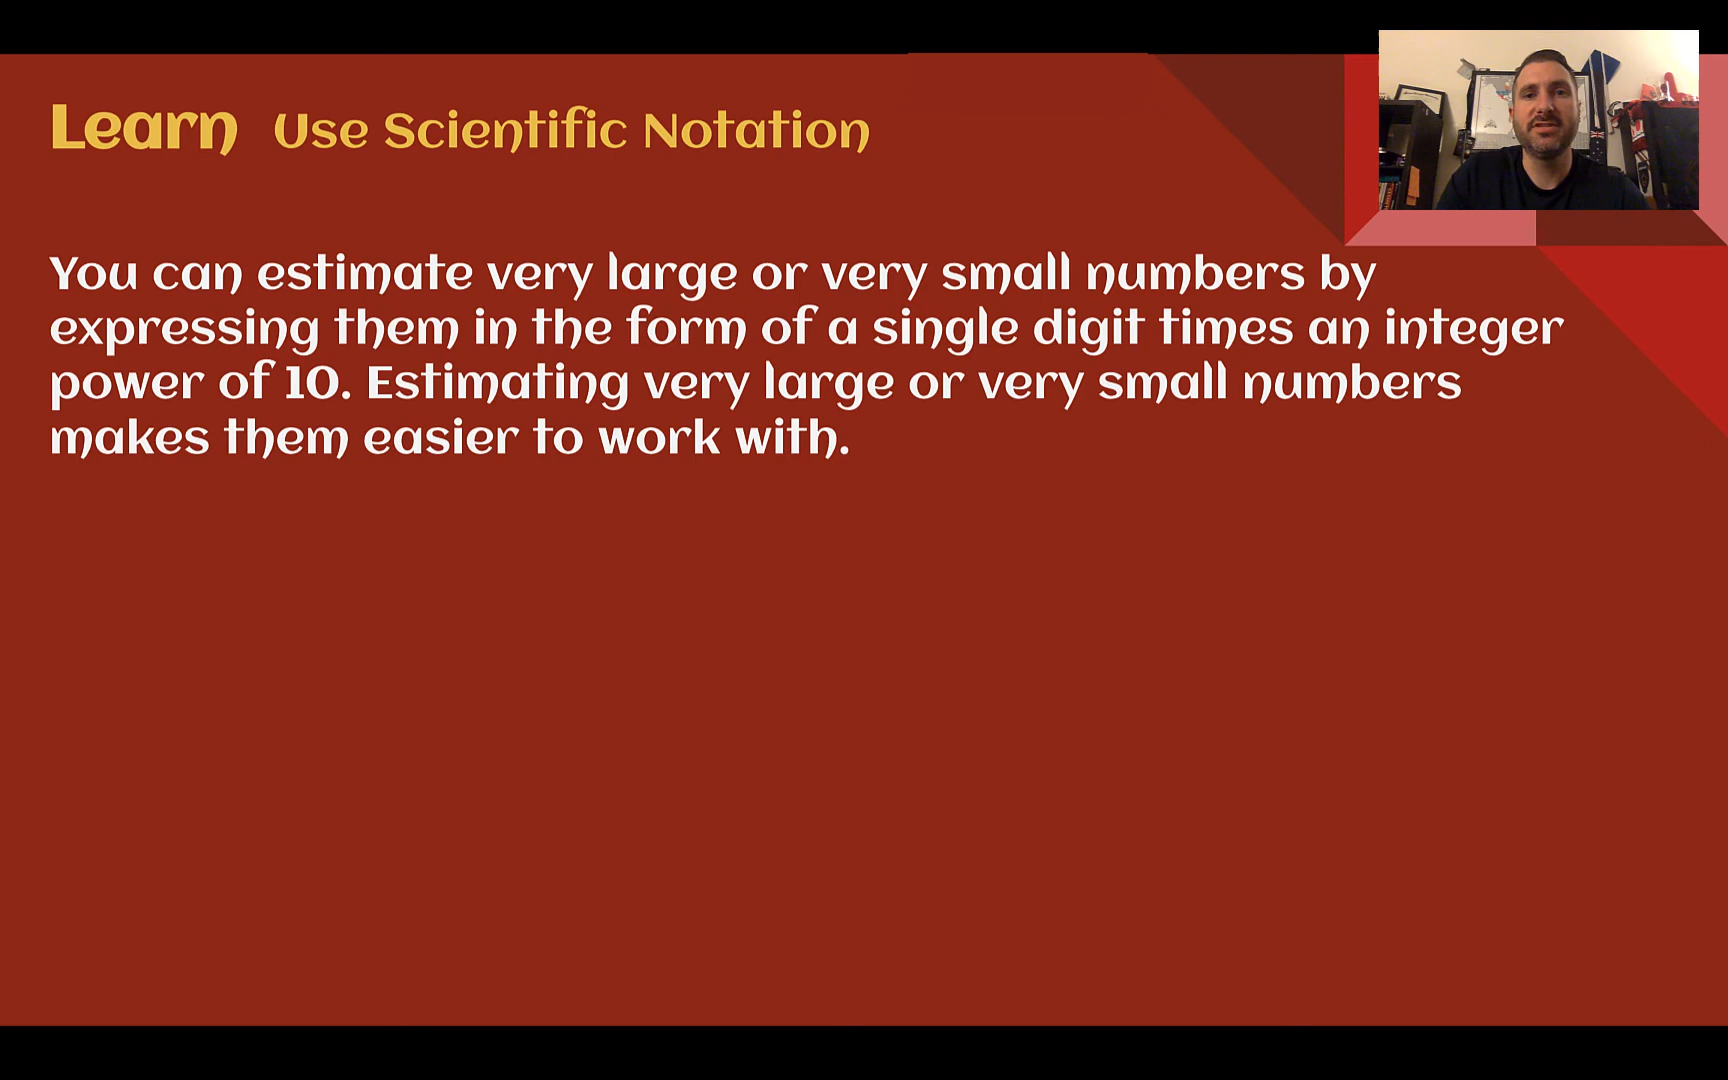 Learn Use Scientific Notation
You can estimate very large or very small numbers by
expressing them in the form of a single digit times an integer
power of 10. Estimating very large or very small numbers
makes them easier to work with.